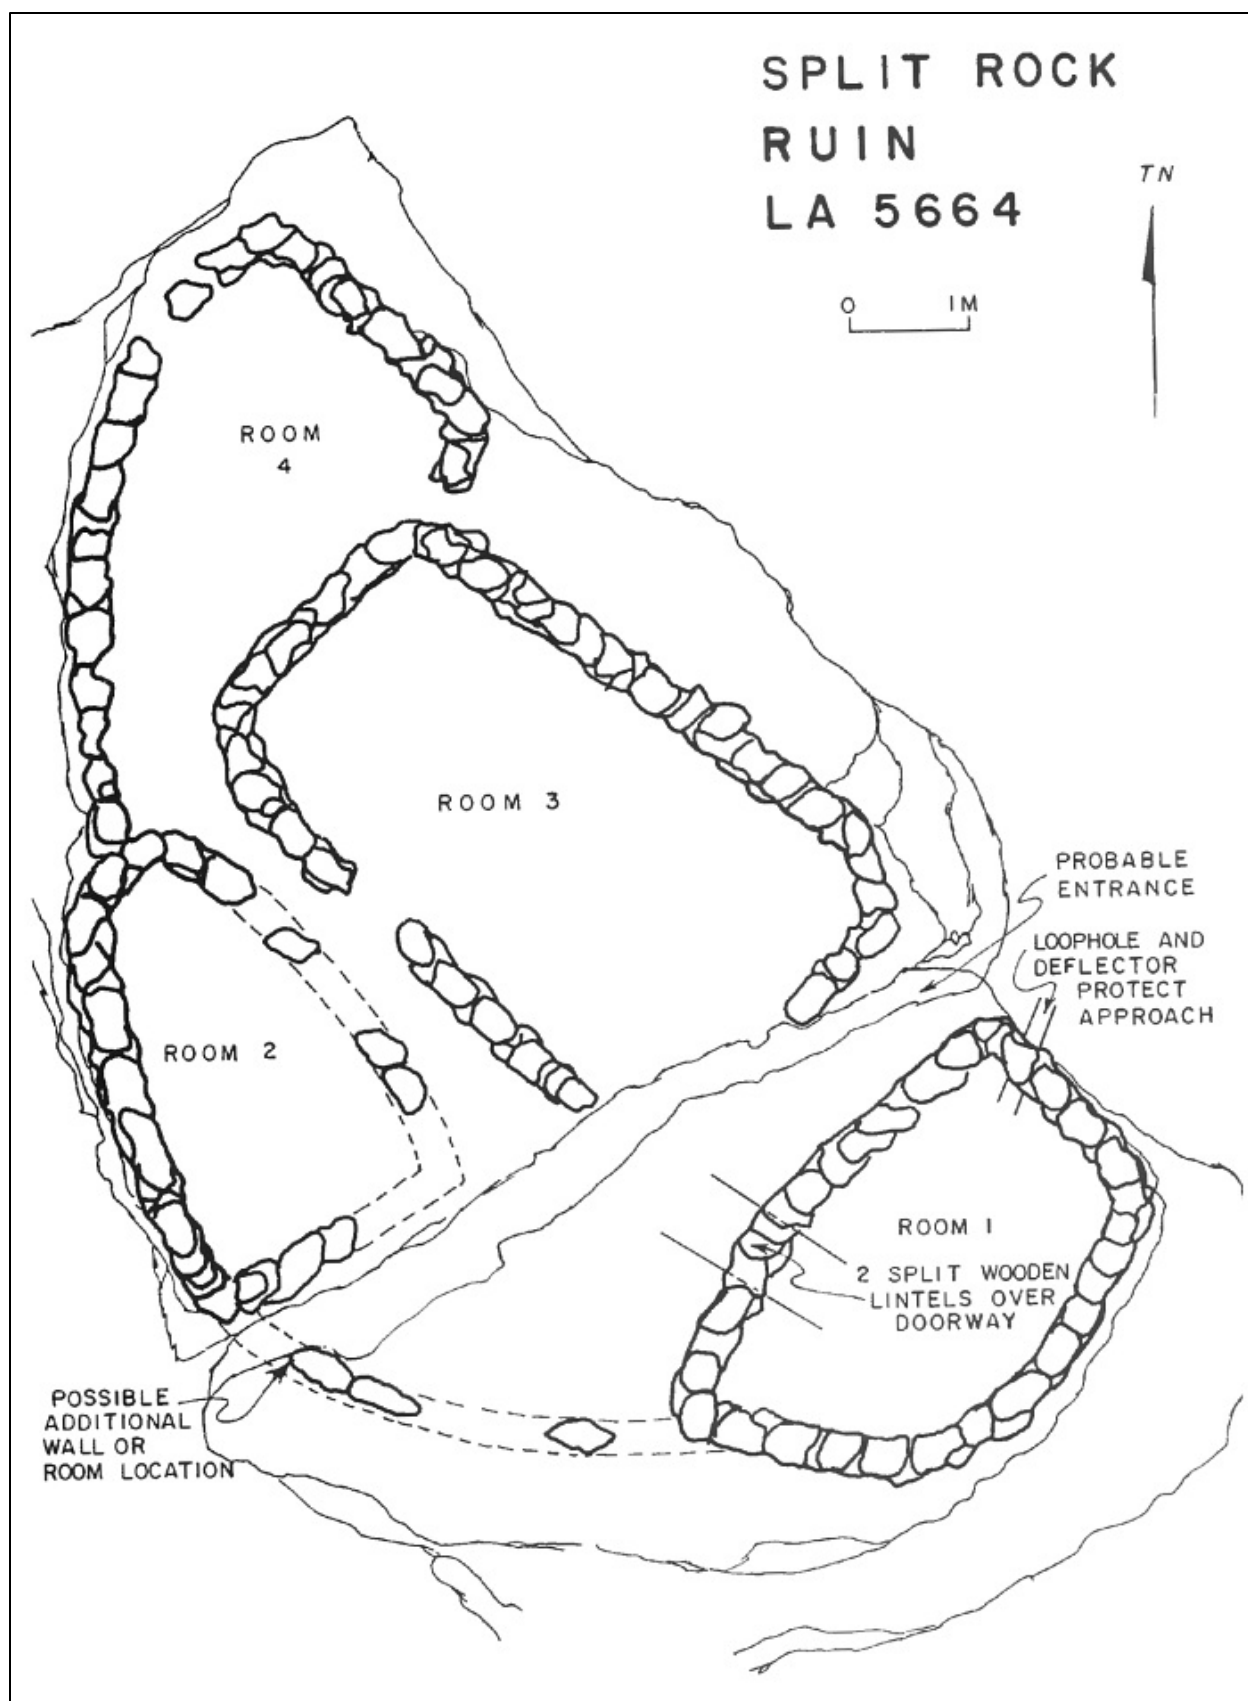 SPLIT ROCK
RUIN
LA 5664
TN
0 1M
ROOM
4
ROOM 3
PROBABLE
ENTRANCE
LOOPHOLE AND
DEFLECTOR
PROTECT
APPROACH
ROOM 2
ROOM 1
2 SPLIT WOODEN
LINTELS OVER
DOORWAY
POSSIBLE
ADDITIONAL
WALL OR
ROOM LOCATION